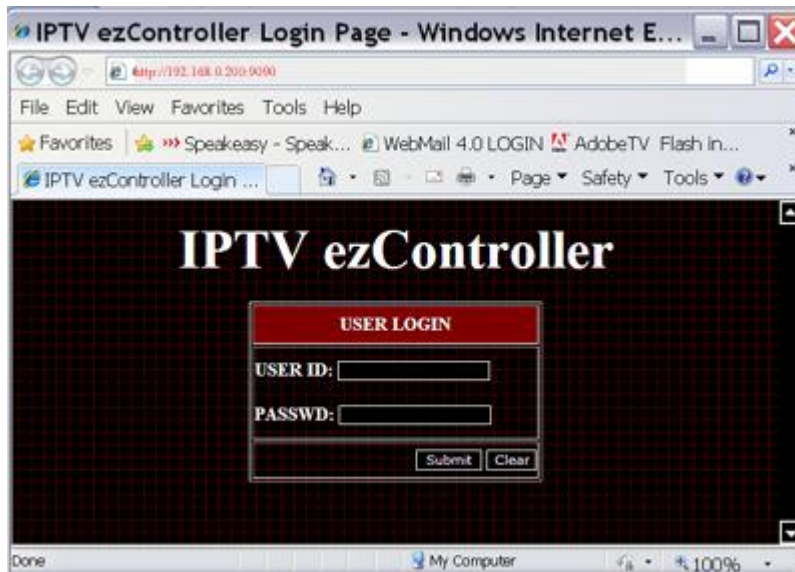 IPTV ezController Login Page - Windows Internet E...
http://192.168.0.200:9090
File Edit View Favorites Tools Help
Favorites Speakeasy - Speak... WebMail 4.0 LOGIN AdobeTV Flash in...
IPTV ezController Login ... Page Safety Tools
IPTV ezController
USER LOGIN
USER ID:
PASSWD:
Submit Clear
Done My Computer 100%